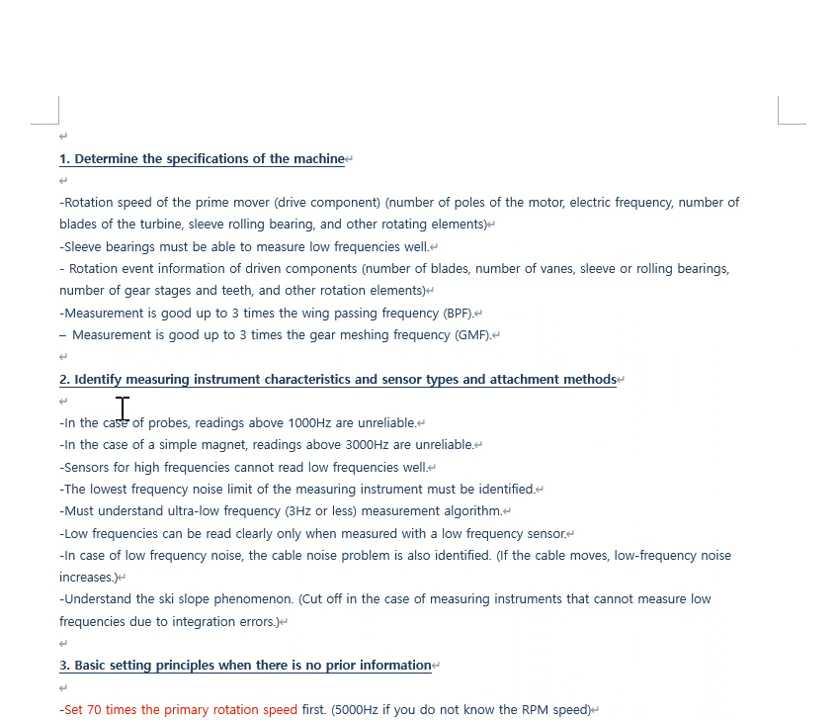 1. Determine the specifications of the machine
-Rotation speed of the prime mover (drive component) (number of poles of the motor, electric frequency, number of
blades of the turbine, sleeve rolling bearing, and other rotating elements)
-Sleeve bearings must be able to measure low frequencies well.
- Rotation event information of driven components (number of blades, number of vanes, sleeve or rolling bearings,
number of gear stages and teeth, and other rotation elements)
-Measurement is good up to 3 times the wing passing frequency (BPF).
– Measurement is good up to 3 times the gear meshing frequency (GMF).
2. Identify measuring instrument characteristics and sensor types and attachment methods
-In the case of probes, readings above 1000Hz are unreliable.
-In the case of a simple magnet, readings above 3000Hz are unreliable.
-Sensors for high frequencies cannot read low frequencies well.
-The lowest frequency noise limit of the measuring instrument must be identified.
-Must understand ultra-low frequency (3Hz or less) measurement algorithm.
-Low frequencies can be read clearly only when measured with a low frequency sensor.
-In case of low frequency noise, the cable noise problem is also identified. (If the cable moves, low-frequency noise
increases.)
-Understand the ski slope phenomenon. (Cut off in the case of measuring instruments that cannot measure low
frequencies due to integration errors.)
3. Basic setting principles when there is no prior information
-Set 70 times the primary rotation speed first. (5000Hz if you do not know the RPM speed)